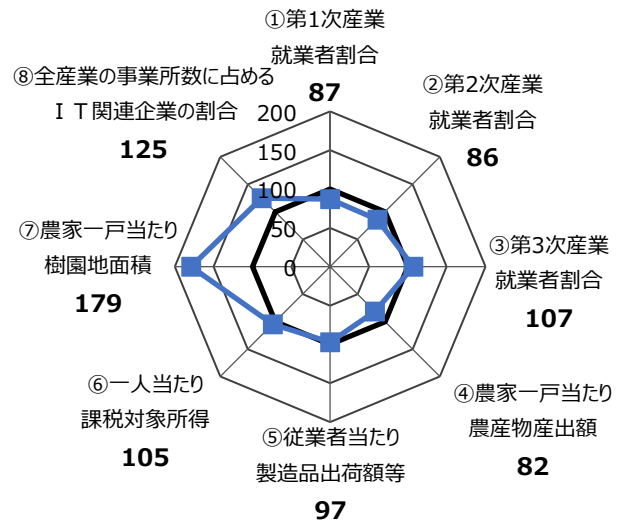 ①第1次産業
就業者割合
87
②第2次産業
就業者割合
86
③第3次産業
就業者割合
107
④農家一戸当たり
農産物産出額
82
⑤従業者当たり
製造品出荷額等
97
⑥一人当たり
課税対象所得
105
⑦農家一戸当たり
樹園地面積
179
⑧全産業の事業所数に占める
ＩＴ関連企業の割合
125
200
150
100
50
0